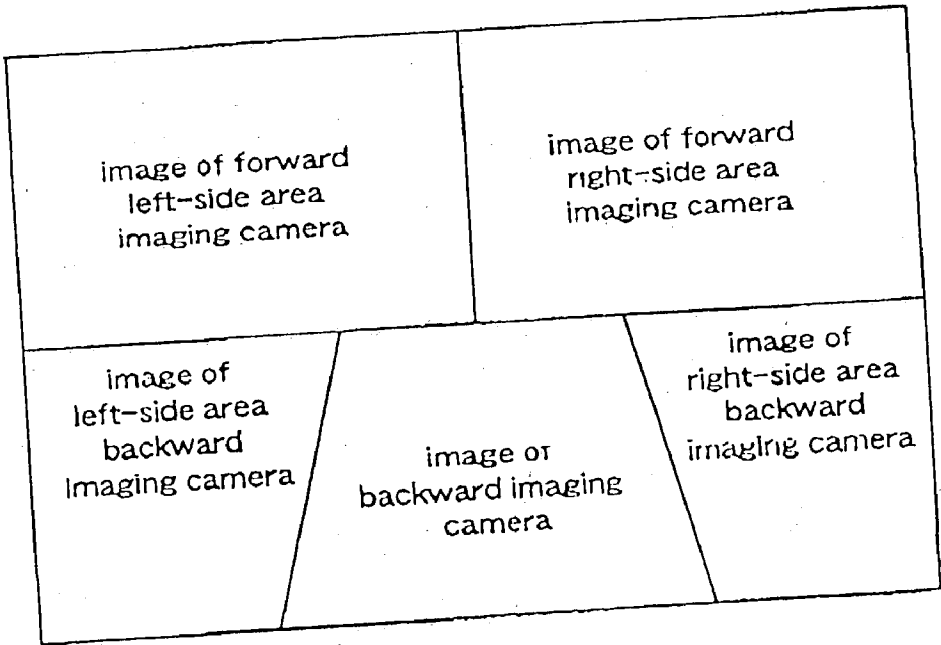 image of forward
left-side area
imaging camera
image of forward
right-side area
imaging camera
image of
left-side area
backward
imaging camera
image of
backward imaging
camera
image of
right-side area
backward
imaging camera